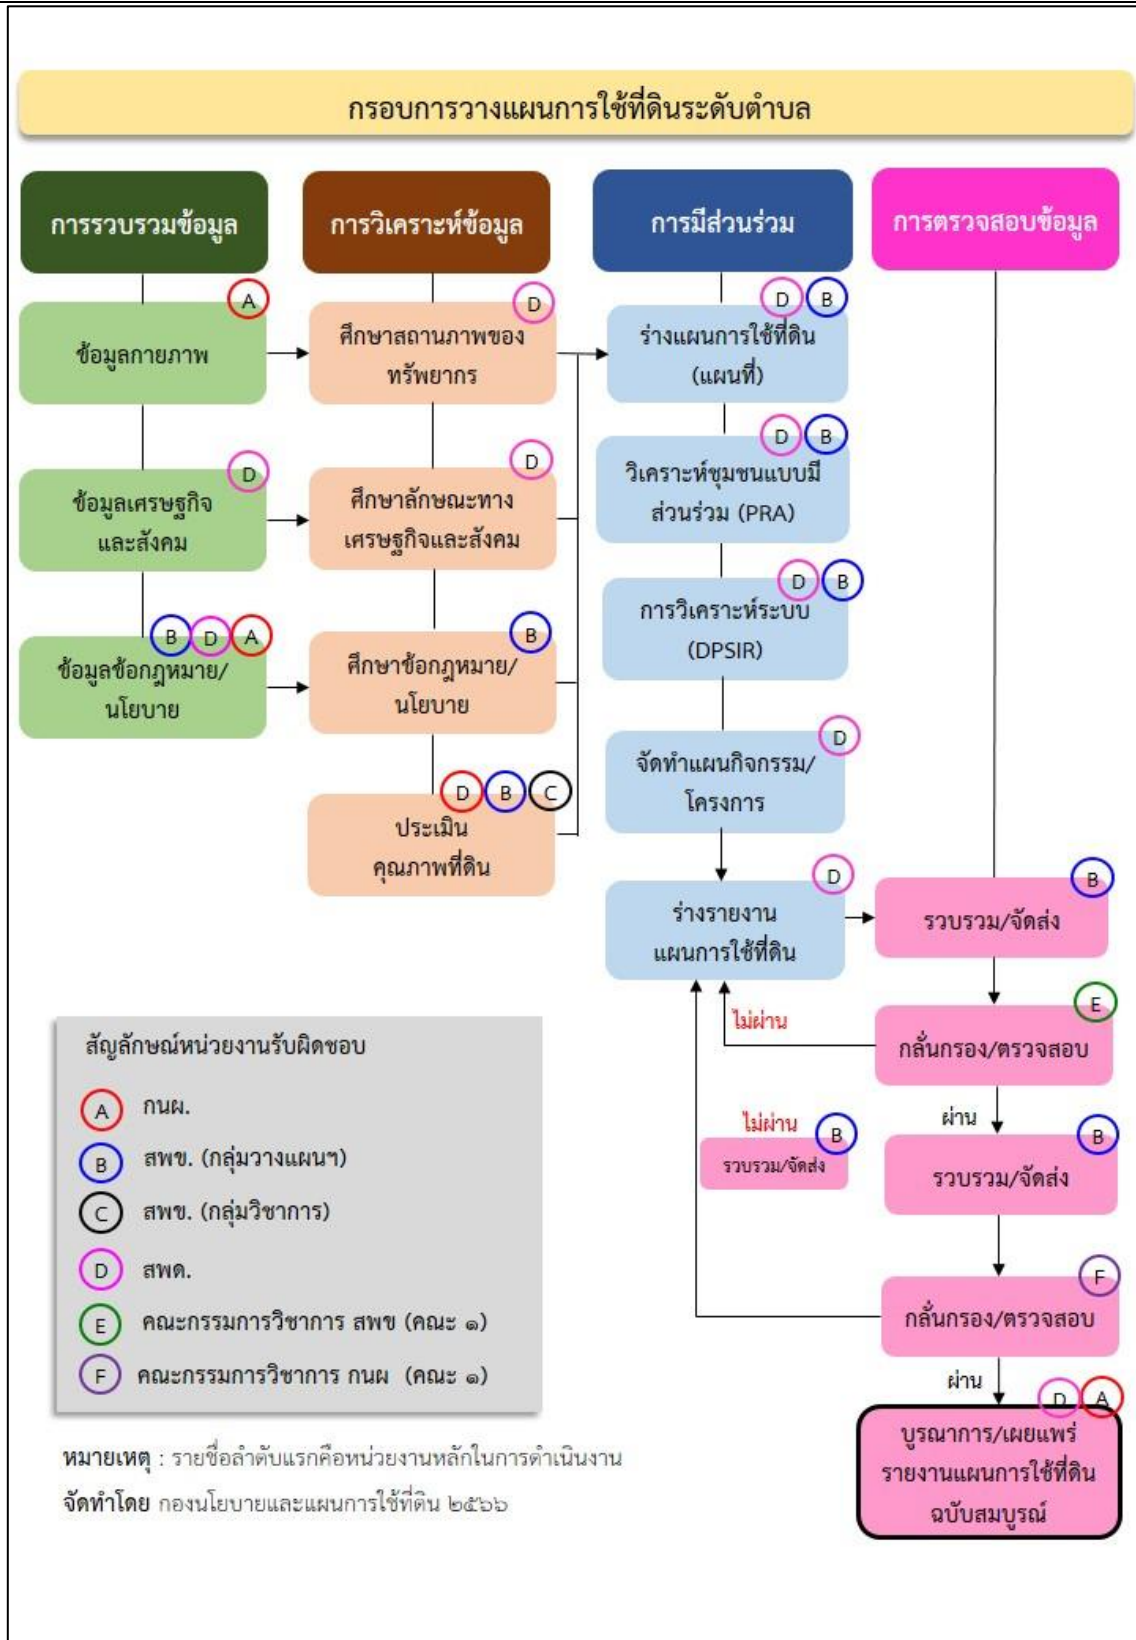 กรอบการวางแผนการใช้ที่ดินระดับตำบล
การรวบรวมข้อมูล
A
ข้อมูลกายภาพ
D
ข้อมูลเศรษฐกิจ
และสังคม
B D A
ข้อมูลข้อกฎหมาย/
นโยบาย
การวิเคราะห์ข้อมูล
D
ศึกษาสถานภาพของ
ทรัพยากร
D
ศึกษาลักษณะทาง
เศรษฐกิจและสังคม
B
ศึกษาข้อกฎหมาย/
นโยบาย
D B C
ประเมิน
คุณภาพที่ดิน
การมีส่วนร่วม
D B
ร่างแผนการใช้ที่ดิน
(แผนที่)
D B
วิเคราะห์ชุมชนแบบมี
ส่วนร่วม (PRA)
D B
การวิเคราะห์ระบบ
(DPSIR)
D
จัดทำแผนกิจกรรม/
โครงการ
D
ร่างรายงาน
แผนการใช้ที่ดิน
การตรวจสอบข้อมูล
B
รวบรวม/จัดส่ง
E
กลั่นกรอง/ตรวจสอบ
ไม่ผ่าน
ผ่าน
B
รวบรวม/จัดส่ง
ไม่ผ่าน
B
รวบรวม/จัดส่ง
F
กลั่นกรอง/ตรวจสอบ
ผ่าน
D A
บูรณาการ/เผยแพร่
รายงานแผนการใช้ที่ดิน
ฉบับสมบูรณ์
สัญลักษณ์หน่วยงานรับผิดชอบ
A กนผ.
B สพข. (กลุ่มวางแผนฯ)
C สพข. (กลุ่มวิชาการ)
D สพด.
E คณะกรรมการวิชาการ สพข (คณะ ๑)
F คณะกรรมการวิชาการ กนผ (คณะ ๑)
หมายเหตุ : รายชื่อลำดับแรกคือหน่วยงานหลักในการดำเนินงาน
จัดทำโดย กองนโยบายและแผนการใช้ที่ดิน ๒๕๖๖